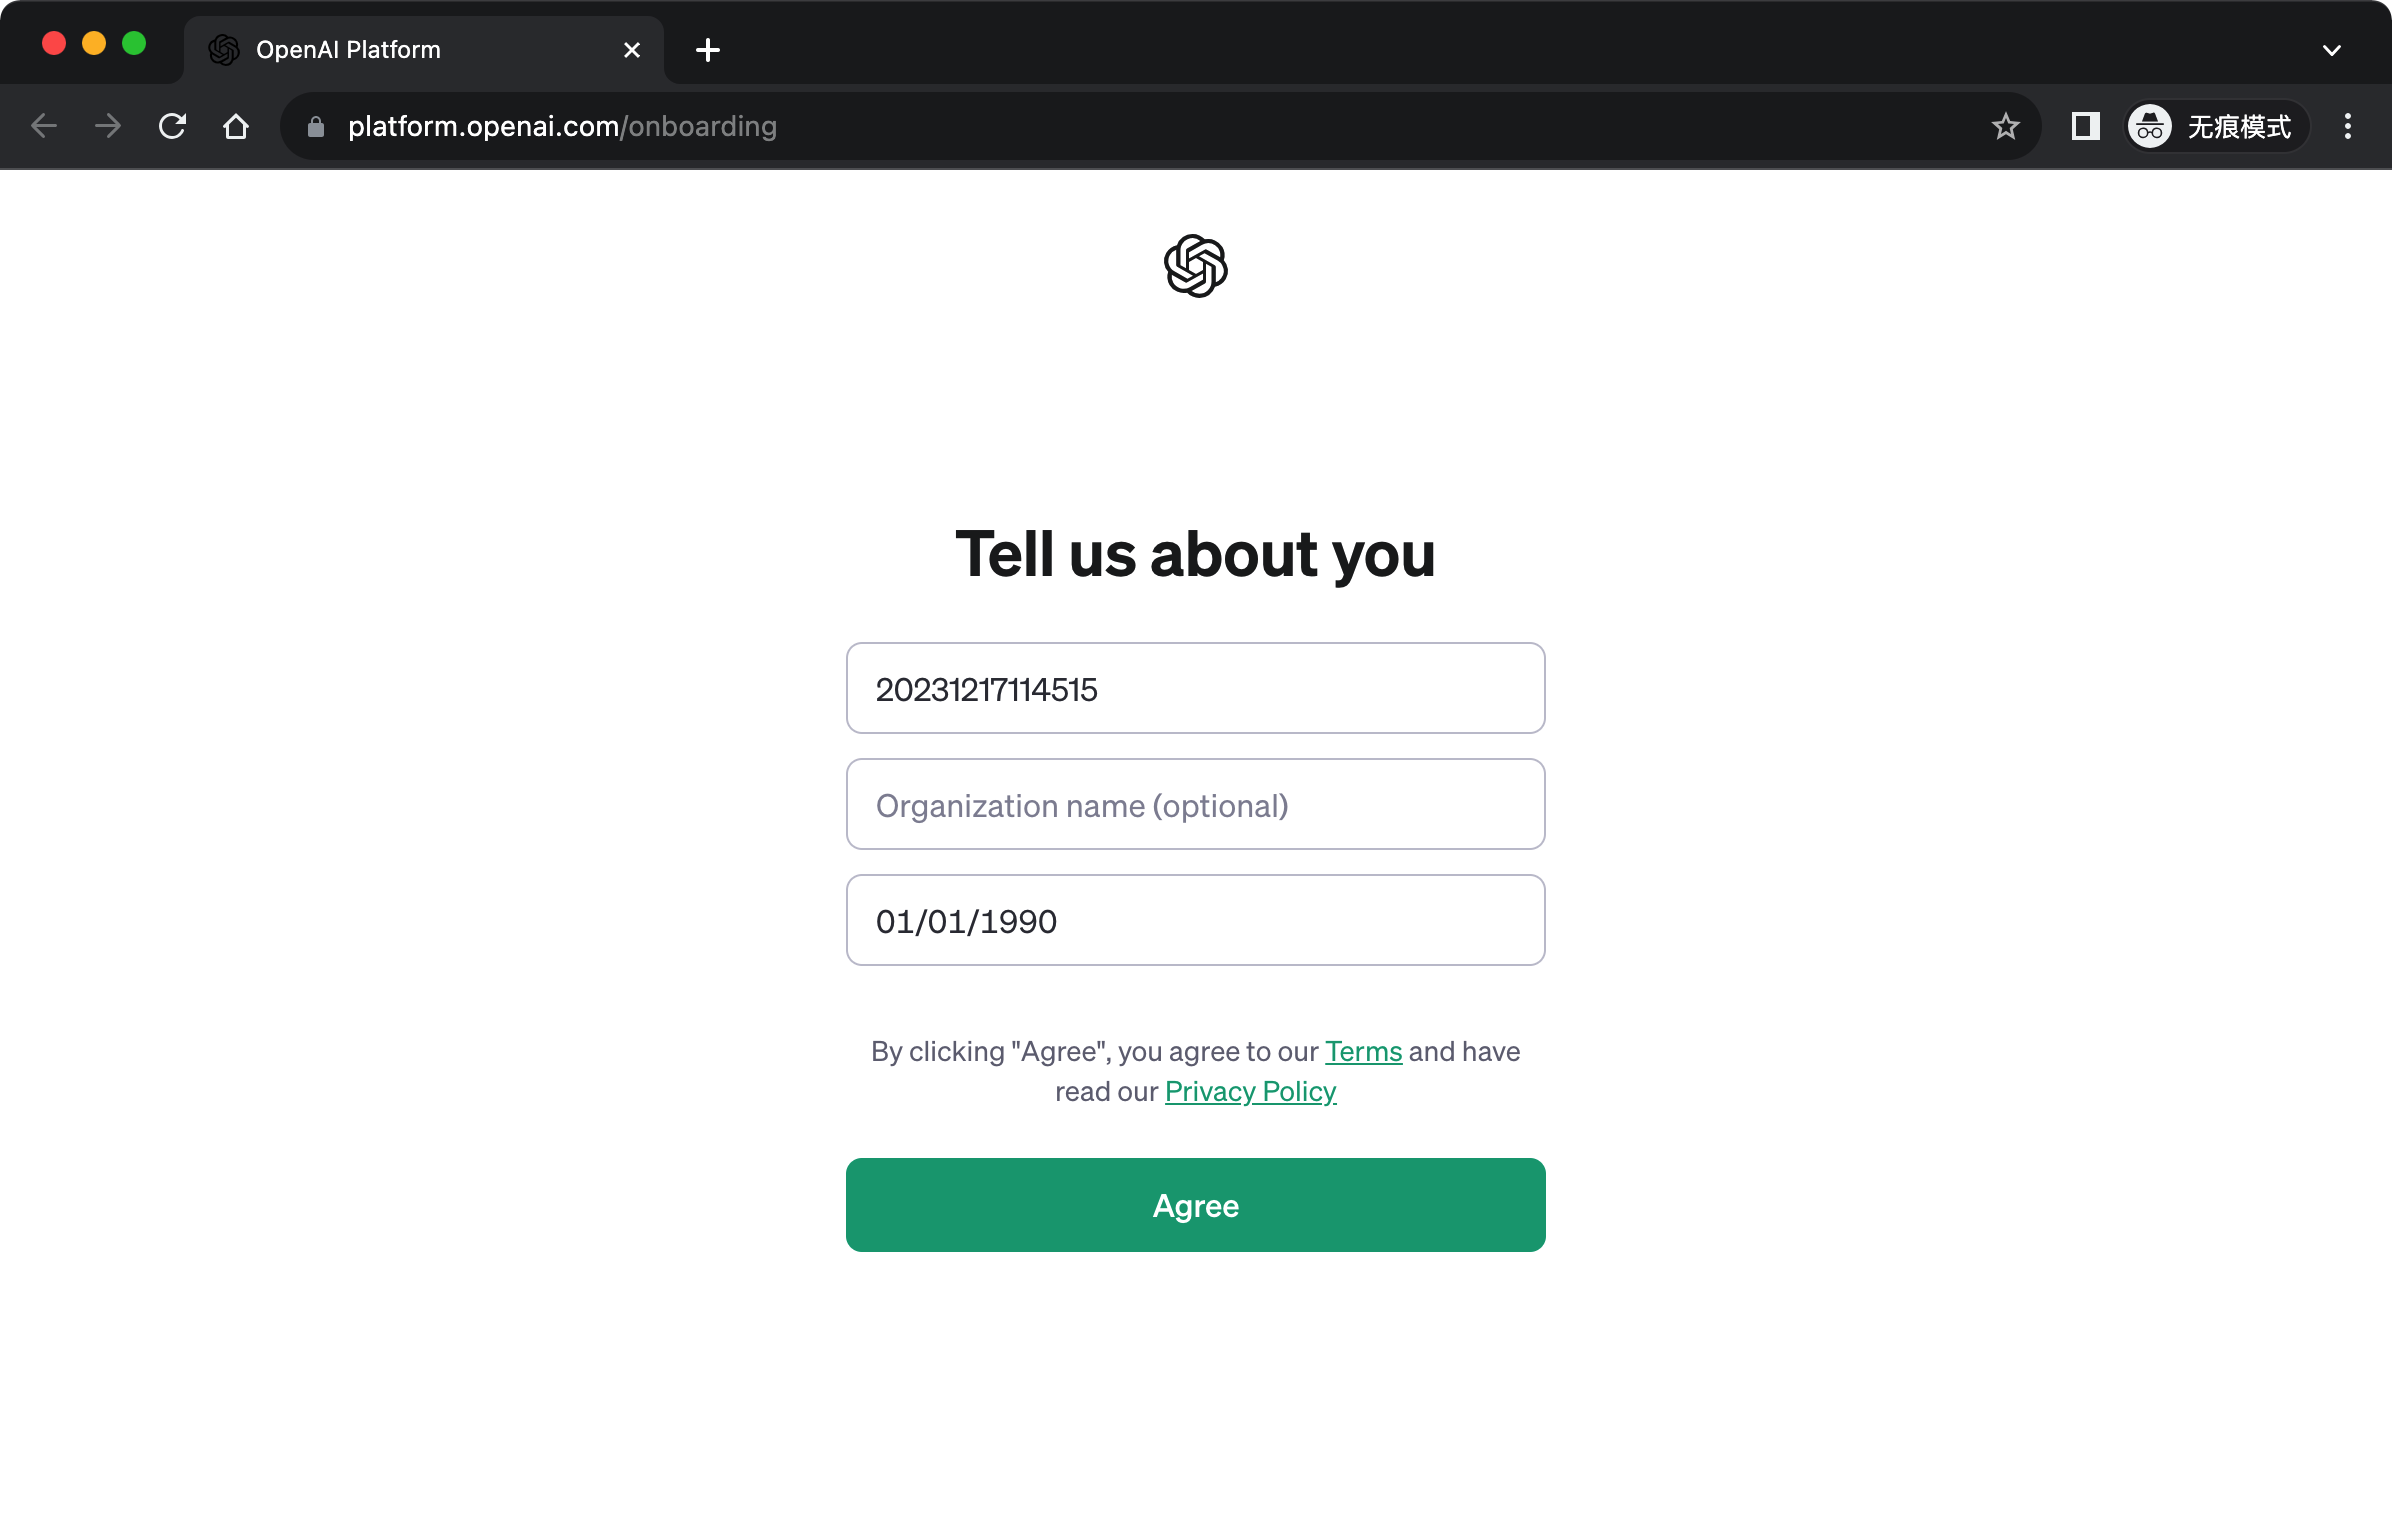 OpenAI Platform
platform.openai.com/onboarding
无痕模式
Tell us about you
20231217114515
Organization name (optional)
01/01/1990
By clicking "Agree", you agree to our Terms and have
read our Privacy Policy
Agree